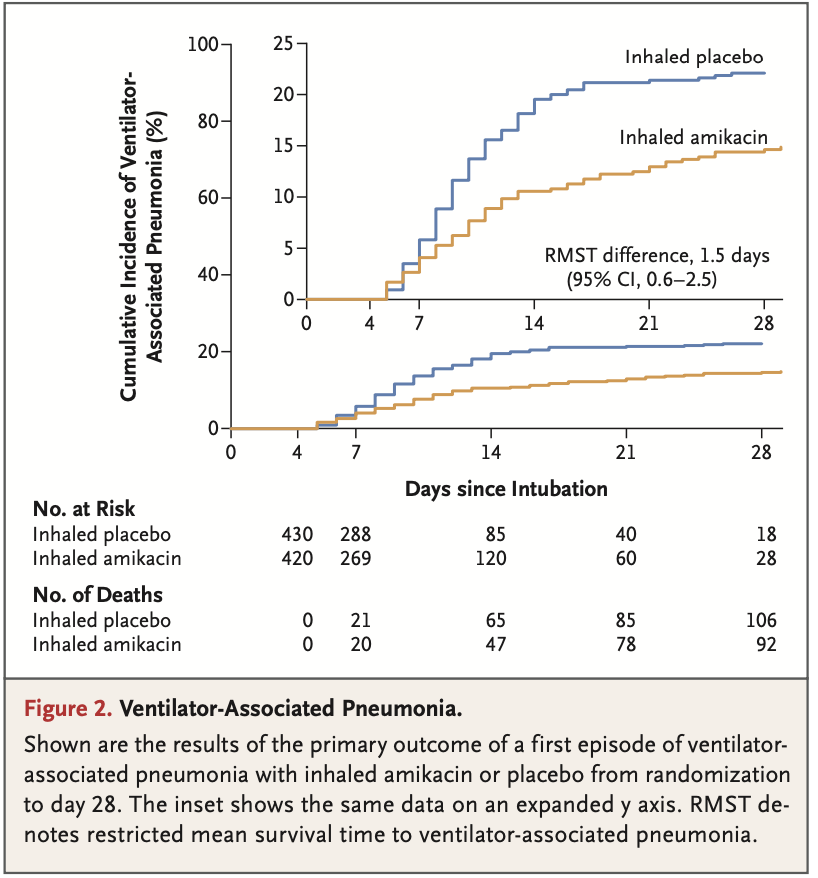 Cumulative Incidence of Ventilator-
Associated Pneumonia (%)
100
80
60
40
20
0
25
20
15
10
5
0
Inhaled placebo
Inhaled amikacin
RMST difference, 1.5 days
(95% CI, 0.6–2.5)
0 4 7 14 21 28
0 4 7 14 21 28
Days since Intubation
No. at Risk
Inhaled placebo 430 288 85 40 18
Inhaled amikacin 420 269 120 60 28
No. of Deaths
Inhaled placebo 0 21 65 85 106
Inhaled amikacin 0 20 47 78 92
Figure 2. Ventilator-Associated Pneumonia.
Shown are the results of the primary outcome of a first episode of ventilator-
associated pneumonia with inhaled amikacin or placebo from randomization
to day 28. The inset shows the same data on an expanded y axis. RMST de-
notes restricted mean survival time to ventilator-associated pneumonia.